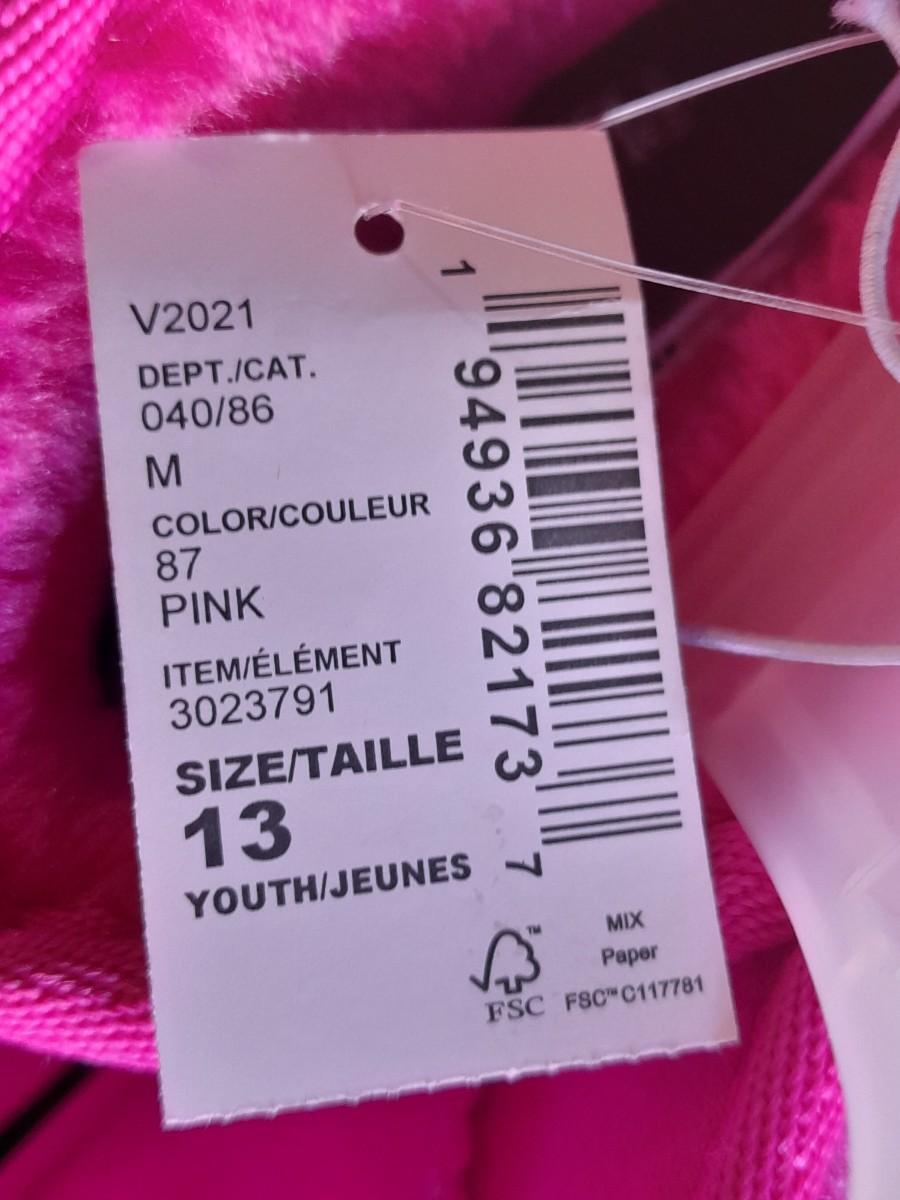 V2021
DEPT./CAT.
040/86
M
COLOR/COULEUR
87
PINK
ITEM/ÉLÉMENT
3023791
SIZE/TAILLE
13
YOUTH/JEUNES
1 94936 82173 7
™
FSC
MIX
Paper
FSC™ C117781